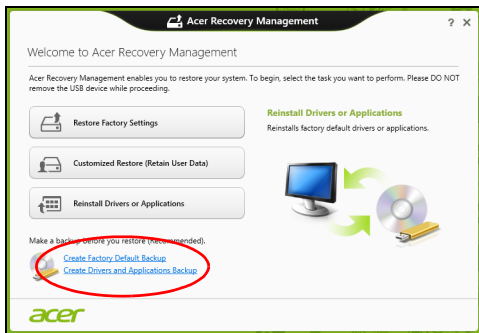 Acer Recovery Management
? ×
Welcome to Acer Recovery Management
Acer Recovery Management enables you to restore your system. To begin, select the task you want to perform. Please DO NOT
remove the USB device while proceeding.
Restore Factory Settings
Customized Restore (Retain User Data)
Reinstall Drivers or Applications
Reinstall Drivers or Applications
Reinstalls factory default drivers or applications.
Make a backup before you restore (Recommended).
Create Factory Default Backup
Create Drivers and Applications Backup
acer